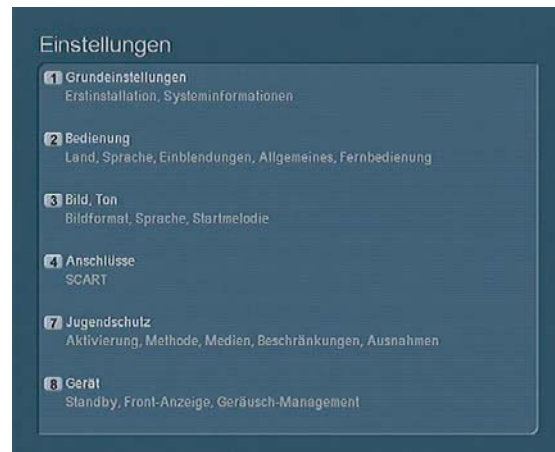 Einstellungen
1 Grundeinstellungen
Erstinstallation, Systeminformationen
2 Bedienung
Land, Sprache, Einblendungen, Allgemeines, Fernbedienung
3 Bild, Ton
Bildformat, Sprache, Startmelodie
4 Anschlüsse
SCART
7 Jugendschutz
Aktivierung, Methode, Medien, Beschränkungen, Ausnahmen
8 Gerät
Standby, Front-Anzeige, Geräusch-Management